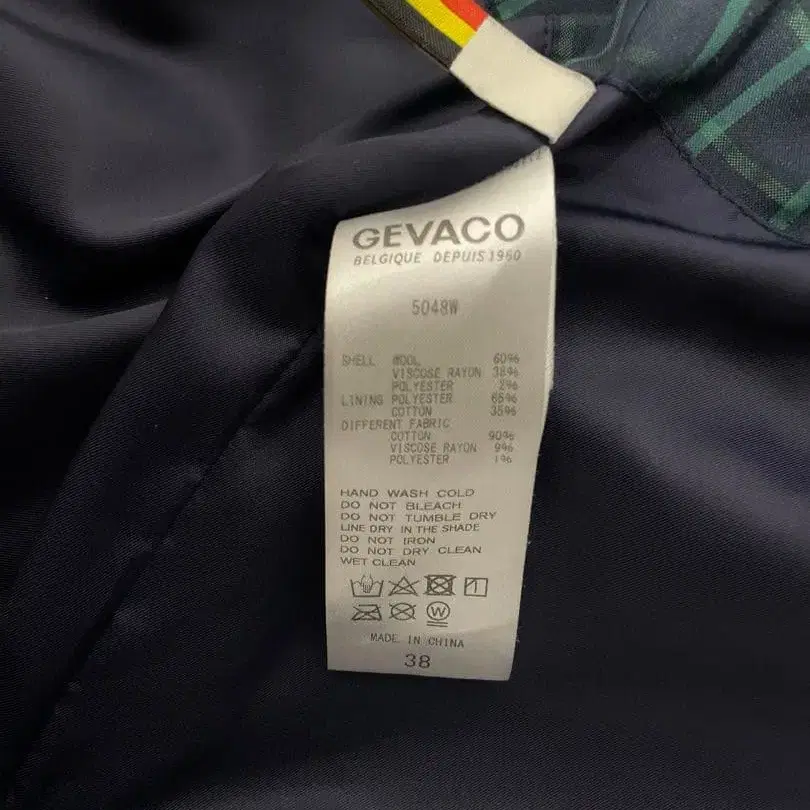 GEVACO
BELGIQUE DEPUIS 1960
5048W
SHELL WOOL 60%
VISCOSE RAYON 38%
POLYESTER 2%
LINING POLYESTER 65%
COTTON 35%
DIFFERENT FABRIC
COTTON 90%
VISCOSE RAYON 9%
POLYESTER 1%
HAND WASH COLD
DO NOT BLEACH
DO NOT TUMBLE DRY
LINE DRY IN THE SHADE
DO NOT IRON
DO NOT DRY CLEAN
WET CLEAN
W
MADE IN CHINA
38